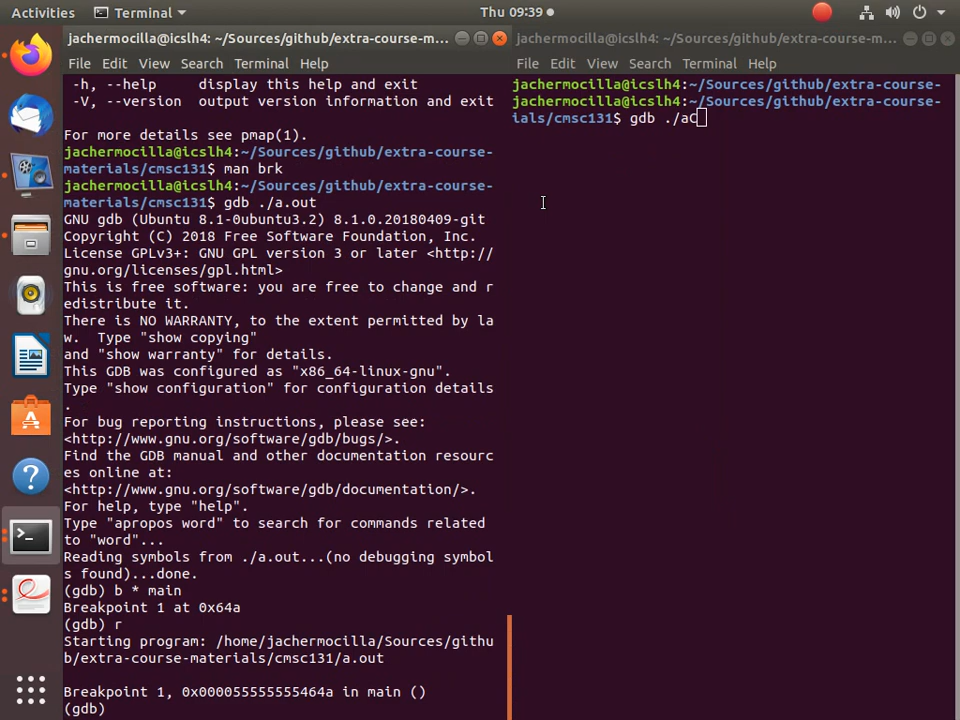 Activities
Terminal
Thu 09:39
jachermocilla@icslh4: ~/Sources/github/extra-course-m...
File Edit View Search Terminal Help
-h, --help display this help and exit
-V, --version output version information and exit
For more details see pmap(1).
jachermocilla@icslh4:~/Sources/github/extra-course-
materials/cmsc131$ man brk
jachermocilla@icslh4:~/Sources/github/extra-course-
materials/cmsc131$ gdb ./a.out
GNU gdb (Ubuntu 8.1-0ubuntu3.2) 8.1.0.20180409-git
Copyright (C) 2018 Free Software Foundation, Inc.
License GPLv3+: GNU GPL version 3 or later <http://
gnu.org/licenses/gpl.html>
This is free software: you are free to change and r
edistribute it.
There is NO WARRANTY, to the extent permitted by la
w.  Type "show copying"
and "show warranty" for details.
This GDB was configured as "x86_64-linux-gnu".
Type "show configuration" for configuration details
.
For bug reporting instructions, please see:
<http://www.gnu.org/software/gdb/bugs/>.
Find the GDB manual and other documentation resourc
es online at:
<http://www.gnu.org/software/gdb/documentation/>.
For help, type "help".
Type "apropos word" to search for commands related
to "word"...
Reading symbols from ./a.out...(no debugging symbol
s found)...done.
(gdb) b * main
Breakpoint 1 at 0x64a
(gdb) r
Starting program: /home/jachermocilla/Sources/githu
b/extra-course-materials/cmsc131/a.out
Breakpoint 1, 0x000055555555464a in main ()
(gdb)
jachermocilla@icslh4: ~/Sources/github/extra-course-m...
File Edit View Search Terminal Help
jachermocilla@icslh4:~/Sources/github/extra-course-
jachermocilla@icslh4:~/Sources/github/extra-course-
ials/cmsc131$ gdb ./aC